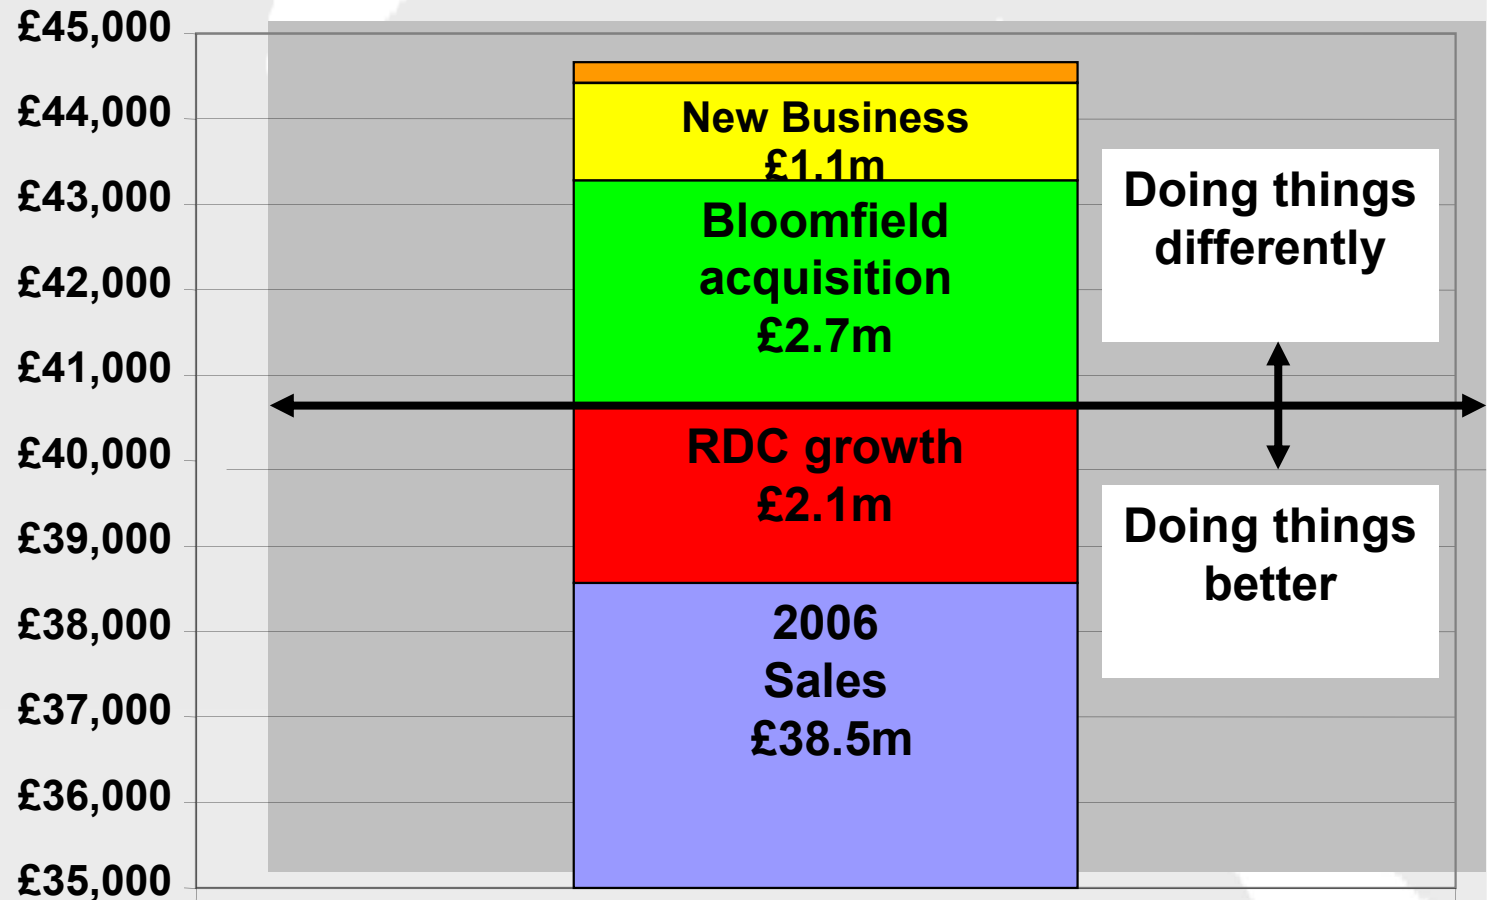 £45,000
£44,000
£43,000
£42,000
£41,000
£40,000
£39,000
£38,000
£37,000
£36,000
£35,000
New Business
£1.1m
Bloomfield
acquisition
£2.7m
RDC growth
£2.1m
2006
Sales
£38.5m
Doing things
differently
Doing things
better